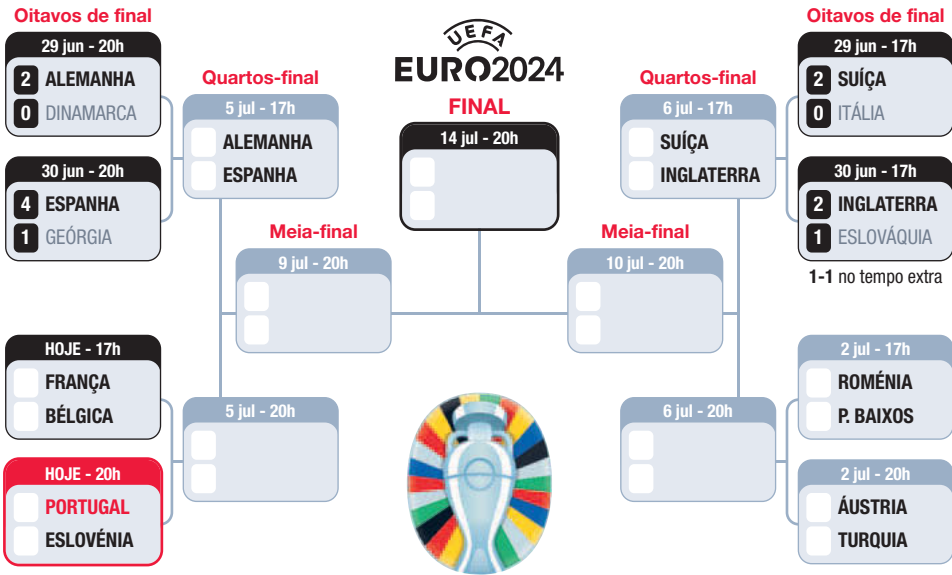 Oitavos de final
29 jun - 20h
2 ALEMANHA
0 DINAMARCA
30 jun - 20h
4 ESPANHA
1 GEÓRGIA
HOJE - 17h
FRANÇA
BÉLGICA
HOJE - 20h
PORTUGAL
ESLOVÉNIA
Quartos-final
5 jul - 17h
ALEMANHA
ESPANHA
Meia-final
9 jul - 20h
5 jul - 20h
UEFA
EURO2024
FINAL
14 jul - 20h
Quartos-final
6 jul - 17h
SUÍÇA
INGLATERRA
Meia-final
10 jul - 20h
6 jul - 20h
Oitavos de final
29 jun - 17h
2 SUÍÇA
0 ITÁLIA
30 jun - 17h
2 INGLATERRA
1 ESLOVÁQUIA
1-1 no tempo extra
2 jul - 17h
ROMÉNIA
P. BAIXOS
2 jul - 20h
ÁUSTRIA
TURQUIA